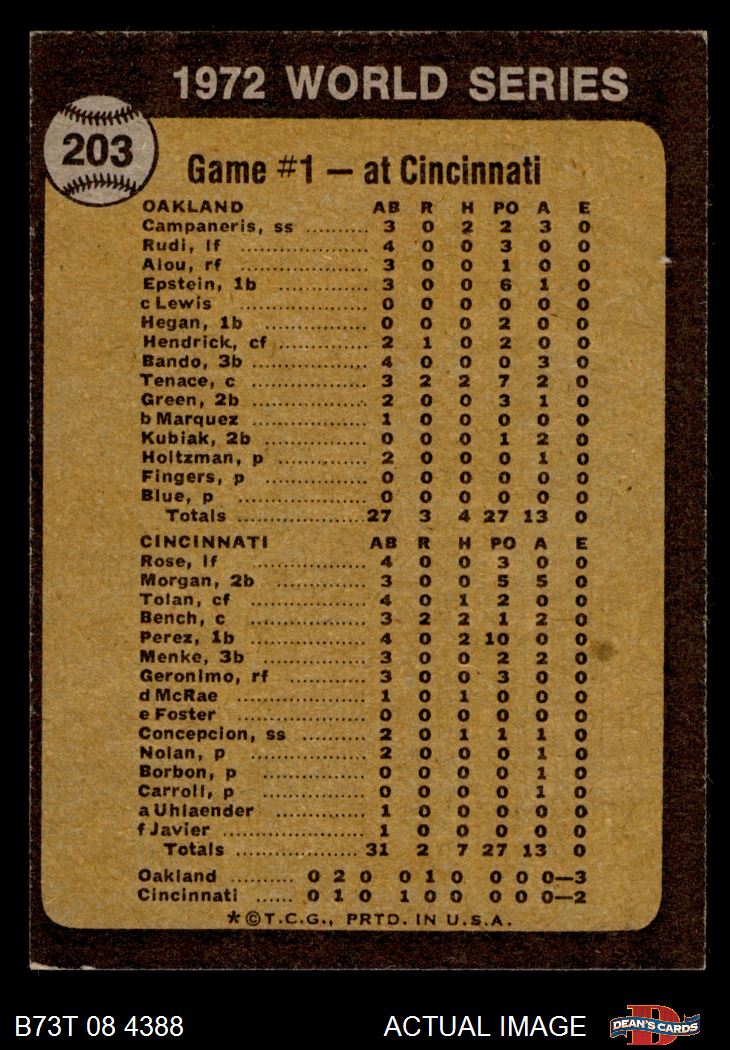 1972 WORLD SERIES
203
Game #1 — at Cincinnati
OAKLAND AB R H PO A E
Campaneris, ss .......... 3 0 2 2 3 0
Rudi, lf .................... 4 0 0 3 0 0
Alou, rf .................... 3 0 0 1 0 0
Epstein, 1b .............. 3 0 0 6 1 0
c Lewis .................... 0 0 0 0 0 0
Hegan, 1b ................ 0 0 0 2 0 0
Hendrick, cf .............. 2 1 0 2 0 0
Bando, 3b .................. 4 0 0 0 3 0
Tenace, c .................. 3 2 2 7 2 0
Green, 2b .................. 2 0 0 3 1 0
b Marquez .................. 1 0 0 0 0 0
Kubiak, 2b ................ 0 0 0 1 2 0
Holtzman, p .............. 2 0 0 0 1 0
Fingers, p ................ 0 0 0 0 0 0
Blue, p .................... 0 0 0 0 0 0
Totals .................... 27 3 4 27 13 0
CINCINNATI AB R H PO A E
Rose, lf .................... 4 0 0 3 0 0
Morgan, 2b ................ 3 0 0 5 5 0
Tolan, cf .................. 4 0 1 2 0 0
Bench, c .................... 3 2 2 1 2 0
Perez, 1b .................. 4 0 2 10 0 0
Menke, 3b .................. 3 0 0 2 2 0
Geronimo, rf .............. 3 0 0 3 0 0
d McRae .................... 1 0 1 0 0 0
e Foster .................... 0 0 0 0 0 0
Concepcion, ss .......... 2 0 1 1 1 0
Nolan, p .................... 2 0 0 0 1 0
Borbon, p .................. 0 0 0 0 1 0
Carroll, p .................. 0 0 0 0 1 0
a Uhlaender .............. 1 0 0 0 0 0
f Javier .................... 1 0 0 0 0 0
Totals .................... 31 2 7 27 13 0
Oakland .......... 0 2 0 0 1 0 0 0 0—3
Cincinnati ...... 0 1 0 1 0 0 0 0 0—2
*©T.C.G., PRTD. IN U.S.A.
B73T 08 4388 ACTUAL IMAGE D DEAN'S CARDS